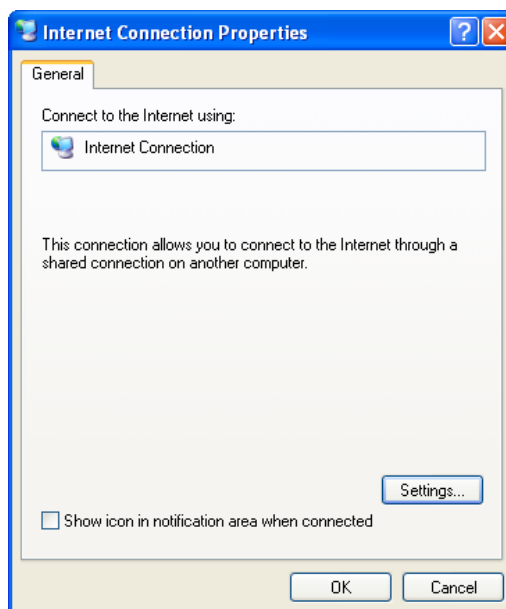 Internet Connection Properties
General
Connect to the Internet using:
Internet Connection
This connection allows you to connect to the Internet through a
shared connection on another computer.
Settings...
Show icon in notification area when connected
OK Cancel